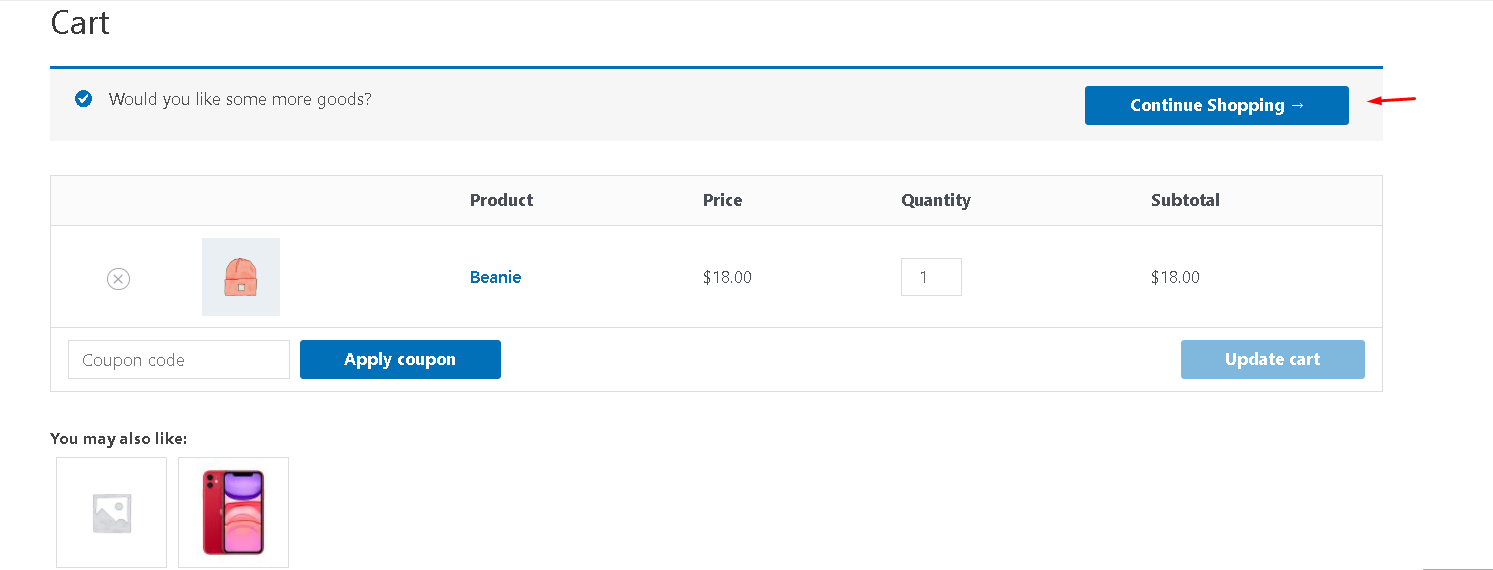 Cart
Would you like some more goods?
Continue Shopping →
Product Price Quantity Subtotal
Beanie $18.00 1 $18.00
Coupon code Apply coupon Update cart
You may also like: